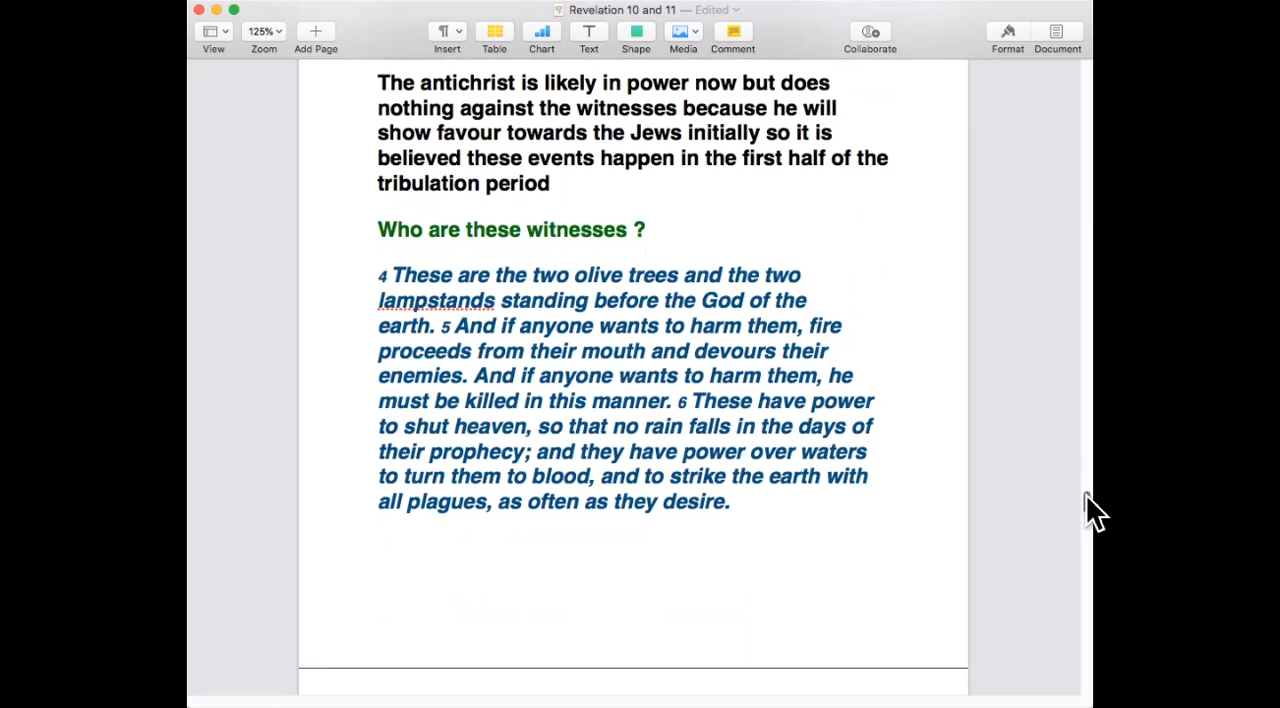 Revelation 10 and 11 — Edited
125%
View
Zoom
Add Page
Insert
Table
Chart
Text
Shape
Media
Comment
Collaborate
Format
Document
The antichrist is likely in power now but does
nothing against the witnesses because he will
show favour towards the Jews initially so it is
believed these events happen in the first half of the
tribulation period
Who are these witnesses ?
4 These are the two olive trees and the two
lampstands standing before the God of the
earth. 5 And if anyone wants to harm them, fire
proceeds from their mouth and devours their
enemies. And if anyone wants to harm them, he
must be killed in this manner. 6 These have power
to shut heaven, so that no rain falls in the days of
their prophecy; and they have power over waters
to turn them to blood, and to strike the earth with
all plagues, as often as they desire.